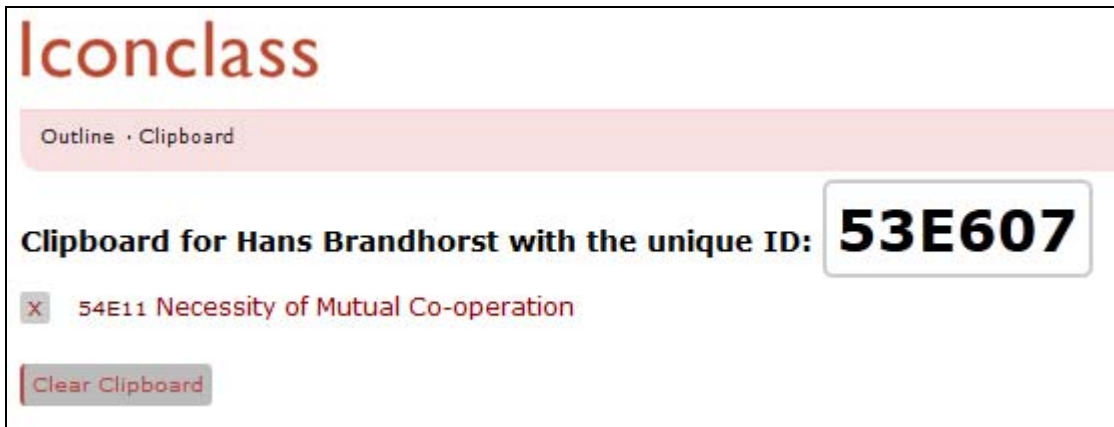 Iconclass
Outline · Clipboard
Clipboard for Hans Brandhorst with the unique ID: 53E607
x 54E11 Necessity of Mutual Co-operation
Clear Clipboard